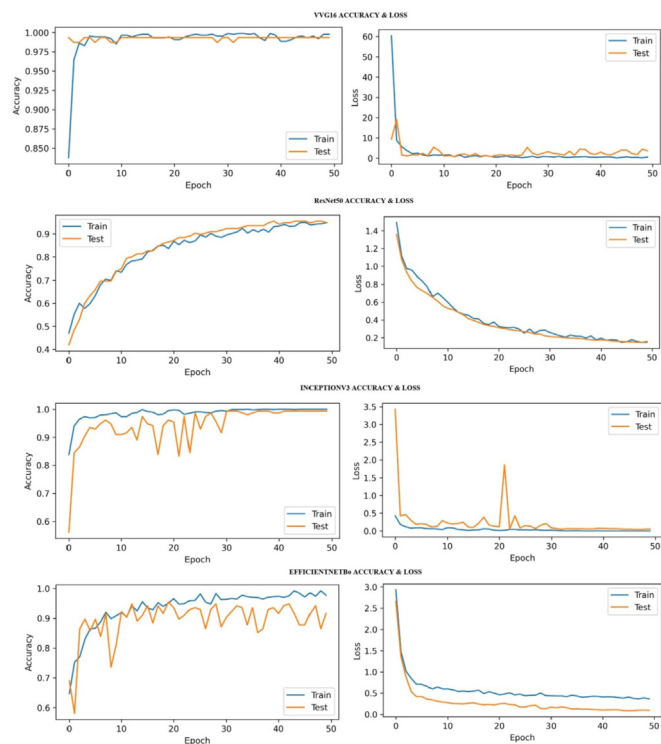 VVG16 ACCURACY & LOSS
1.000
0.975
0.950
0.925
0.900
0.875
0.850
Accuracy
Train
Test
0 10 20 30 40 50
Epoch
60
50
40
30
20
10
0
Loss
Train
Test
0 10 20 30 40 50
Epoch
ResNet50 ACCURACY & LOSS
0.9
0.8
0.7
0.6
0.5
0.4
Accuracy
Train
Test
0 10 20 30 40 50
Epoch
1.4
1.2
1.0
0.8
0.6
0.4
0.2
Loss
Train
Test
0 10 20 30 40 50
Epoch
INCEPTIONV3 ACCURACY & LOSS
1.0
0.9
0.8
0.7
0.6
Accuracy
Train
Test
0 10 20 30 40 50
Epoch
3.5
3.0
2.5
2.0
1.5
1.0
0.5
0.0
Loss
Train
Test
0 10 20 30 40 50
Epoch
EFFICIENTNETBo ACCURACY & LOSS
1.0
0.9
0.8
0.7
0.6
Accuracy
Train
Test
0 10 20 30 40 50
Epoch
3.0
2.5
2.0
1.5
1.0
0.5
0.0
Loss
Train
Test
0 10 20 30 40 50
Epoch